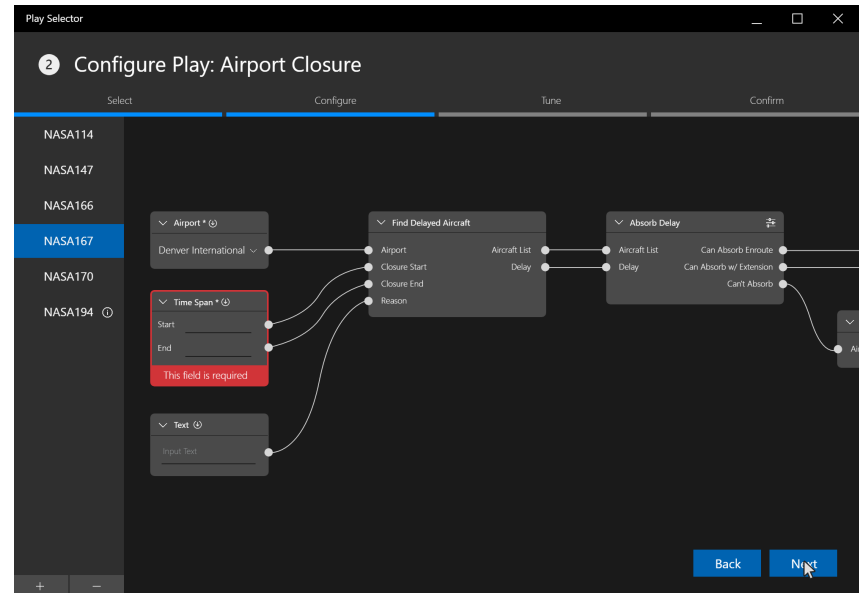 Play Selector
2 Configure Play: Airport Closure
Select Configure Tune Confirm
NASA114
NASA147
NASA166
NASA167
NASA170
NASA194
Airport *
Denver International
Time Span *
Start
End
This field is required
Text
Input Text
Find Delayed Aircraft
Airport Aircraft List
Closure Start Delay
Closure End
Reason
Absorb Delay
Aircraft List Can Absorb Enroute
Delay Can Absorb w/ Extension
Can't Absorb
Back Next